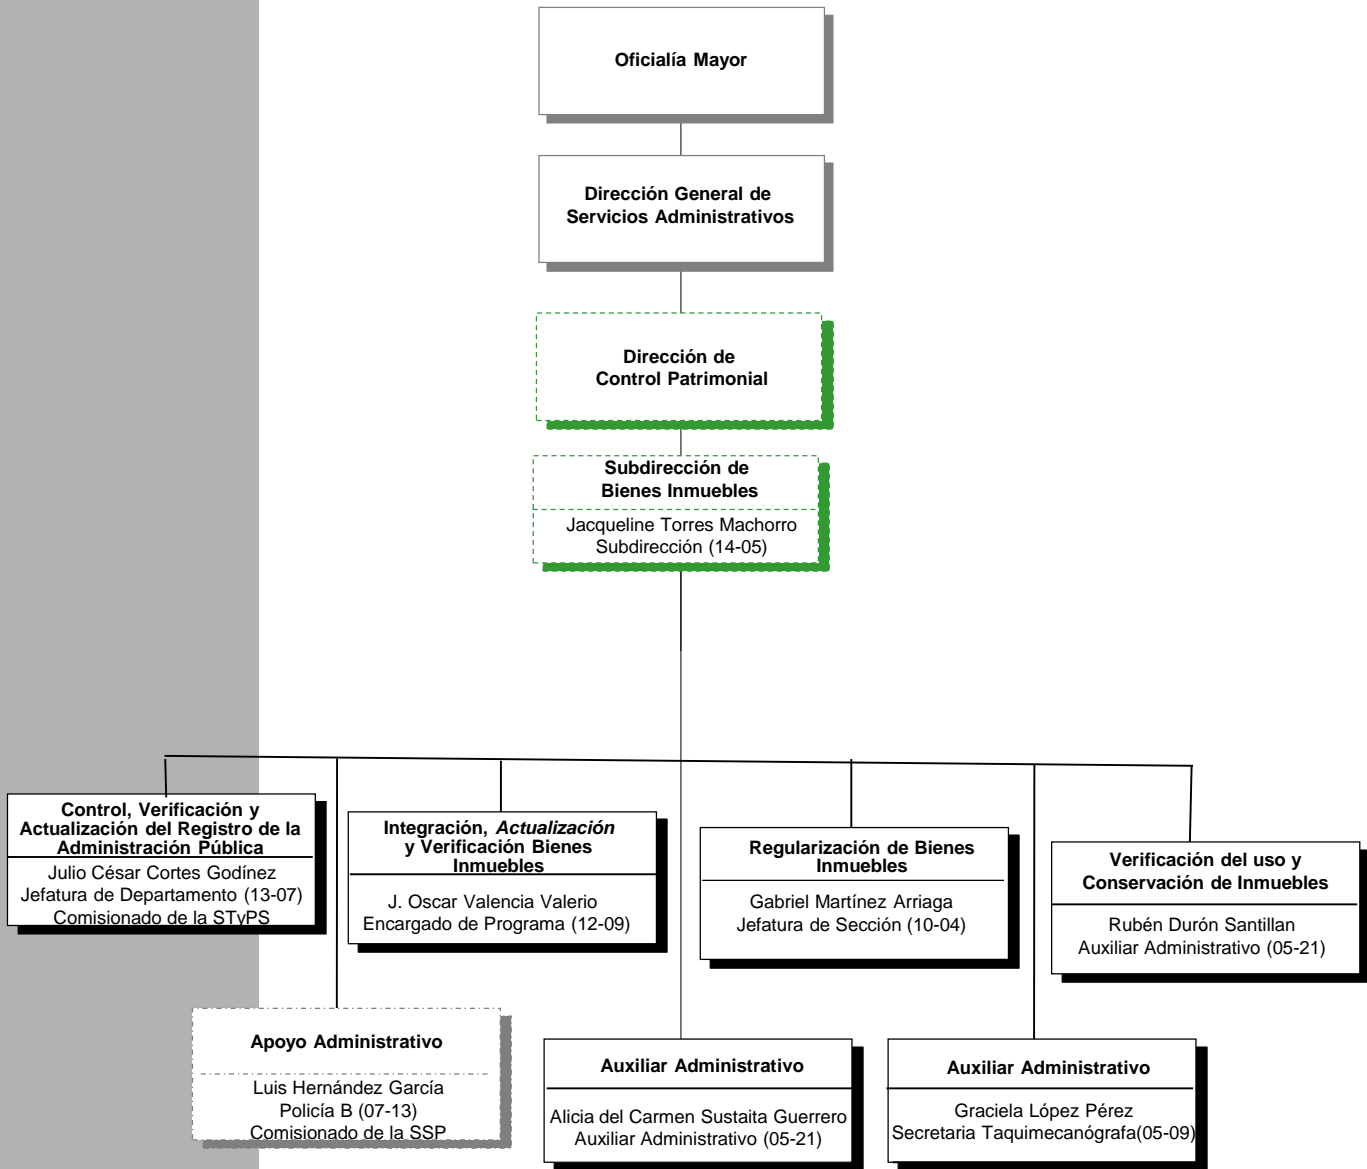 Oficialía Mayor
Dirección General de
Servicios Administrativos
Dirección de
Control Patrimonial
Subdirección de
Bienes Inmuebles
Jacqueline Torres Machorro
Subdirección (14-05)
Control, Verificación y
Actualización del Registro de la
Administración Pública
Julio César Cortes Godínez
Jefatura de Departamento (13-07)
Comisionado de la STyPS
Integración, Actualización
y Verificación Bienes
Inmuebles
J. Oscar Valencia Valerio
Encargado de Programa (12-09)
Regularización de Bienes
Inmuebles
Gabriel Martínez Arriaga
Jefatura de Sección (10-04)
Verificación del uso y
Conservación de Inmuebles
Rubén Durón Santillan
Auxiliar Administrativo (05-21)
Apoyo Administrativo
Luis Hernández García
Policía B (07-13)
Comisionado de la SSP
Auxiliar Administrativo
Alicia del Carmen Sustaita Guerrero
Auxiliar Administrativo (05-21)
Auxiliar Administrativo
Graciela López Pérez
Secretaria Taquimecanógrafa(05-09)